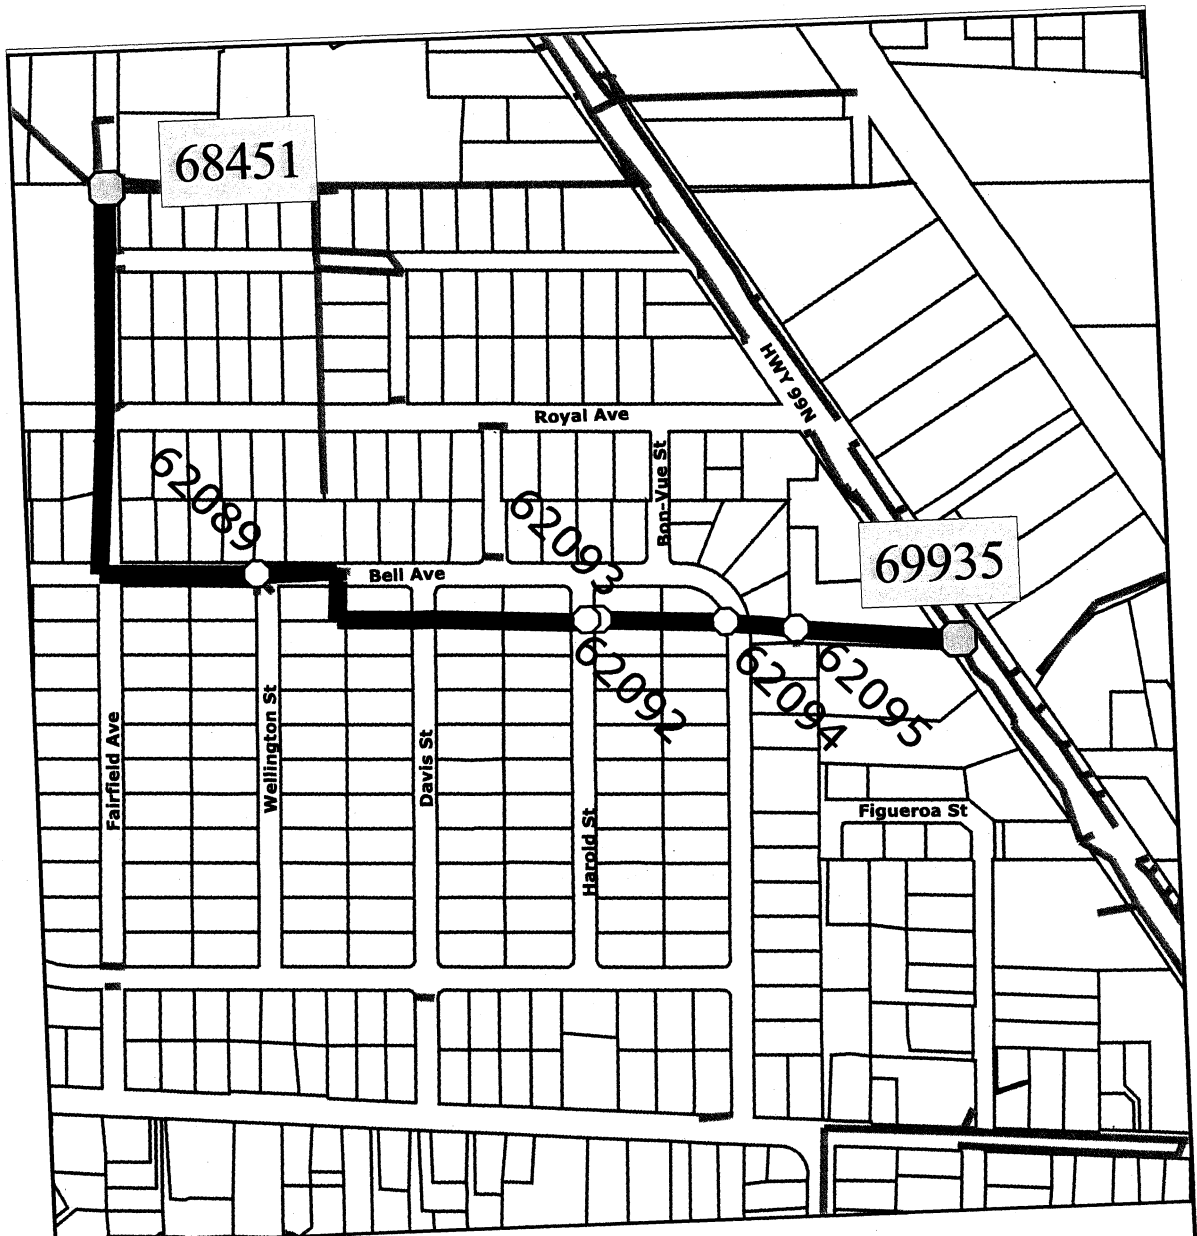 68451
HWY 99N
Royal Ave
Bon-Vue St
62089
62093
69935
Bell Ave
62092
62094
62095
Fairfield Ave
Wellington St
Davis St
Harold St
Figueroa St